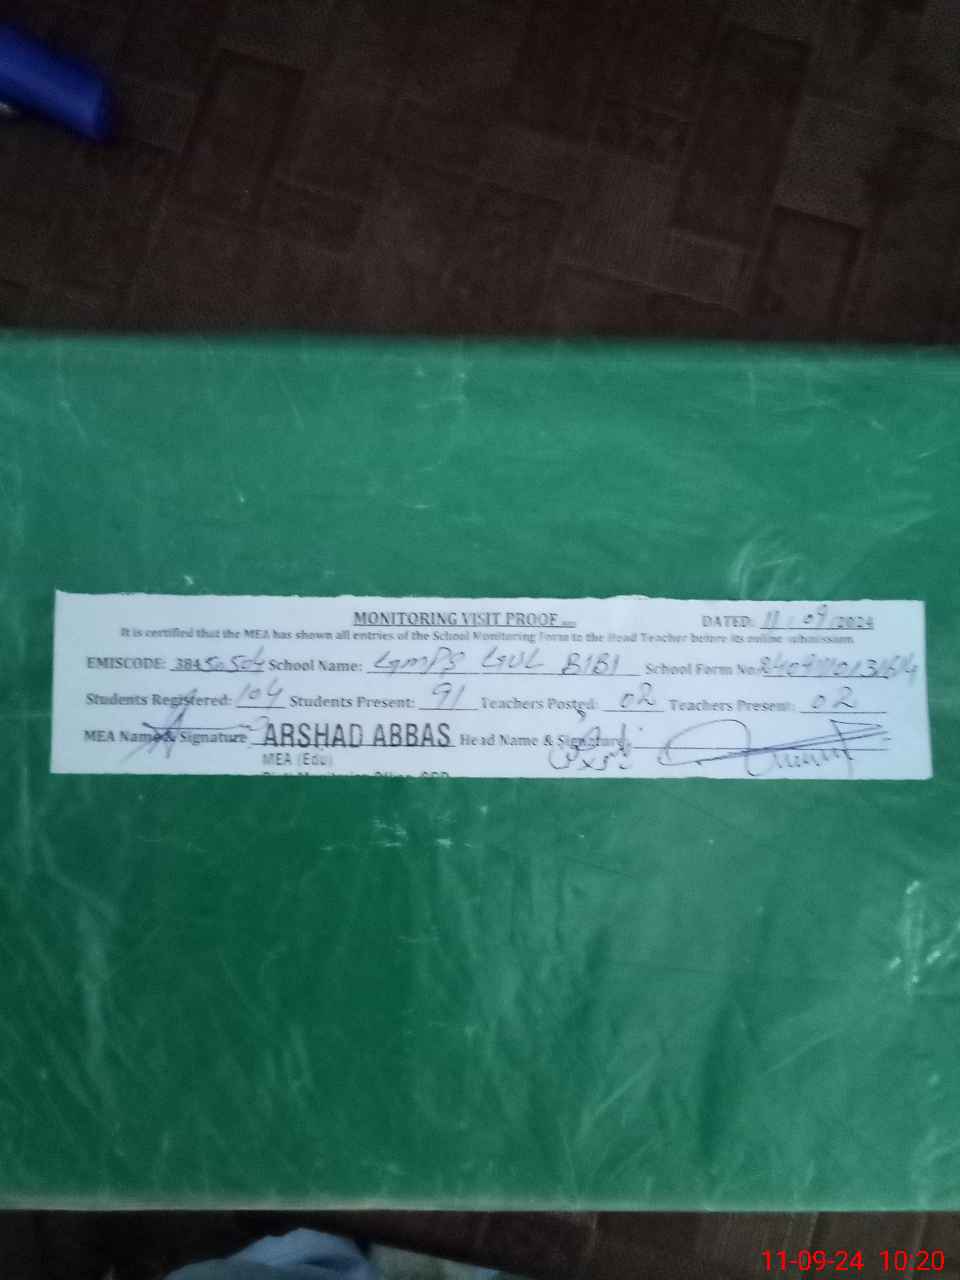 MONITORING VISIT PROOF DATED: 11 / 09 /2024
It is certified that the MEA has shown all entries of the School Monitoring Form to the Head Teacher before its online submission.
EMISCODE: 38450504 School Name: GMPS GUL BIBI School Form No:
Students Registered: 104 Students Present: 91 Teachers Posted: 02 Teachers Present: 02
MEA Name & Signature ARSHAD ABBAS Head Name & Signature:
MEA (Edu)
11-09-24 10:20